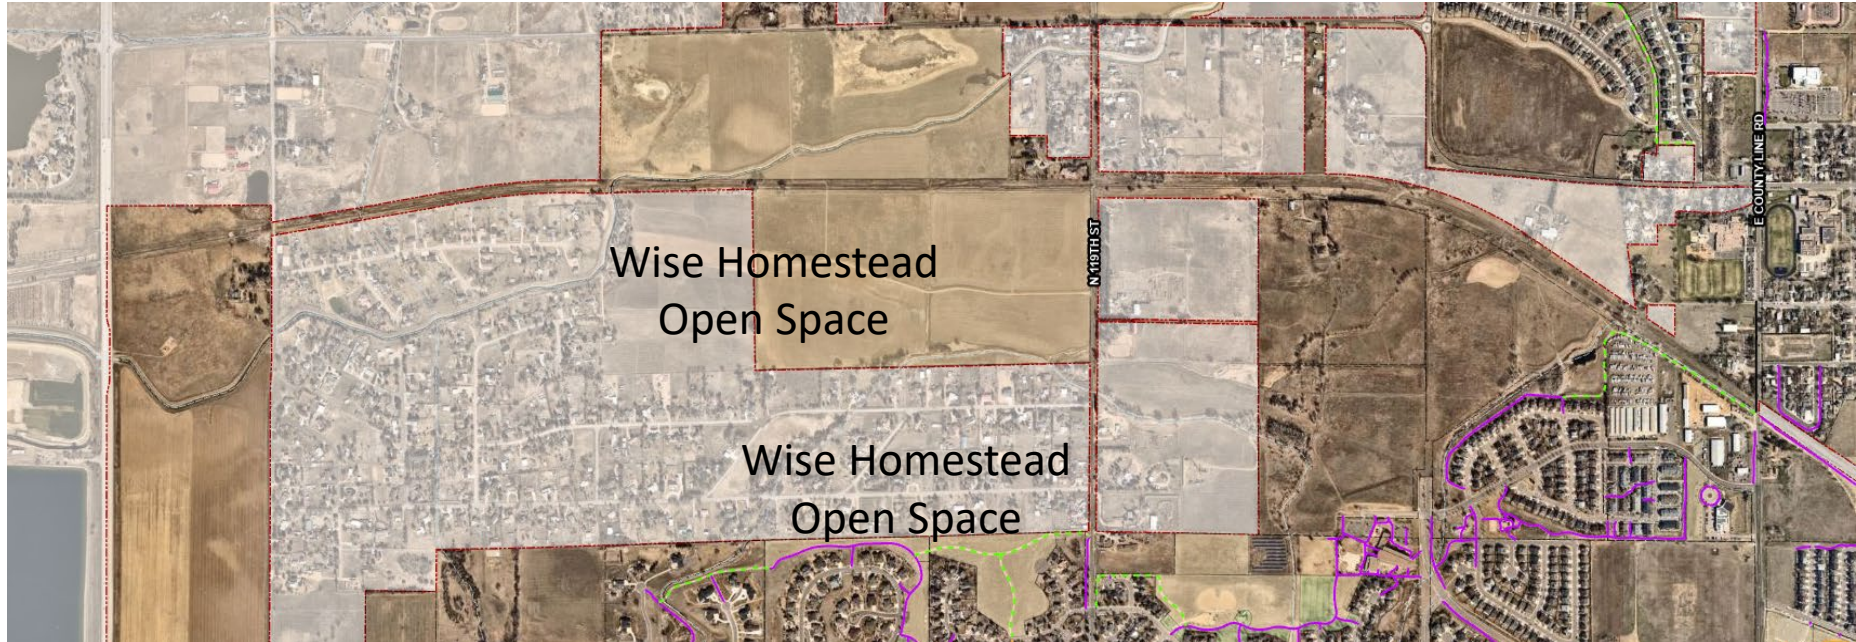 Wise Homestead
Open Space
N 119TH ST
E COUNTY LINE RD
Wise Homestead
Open Space